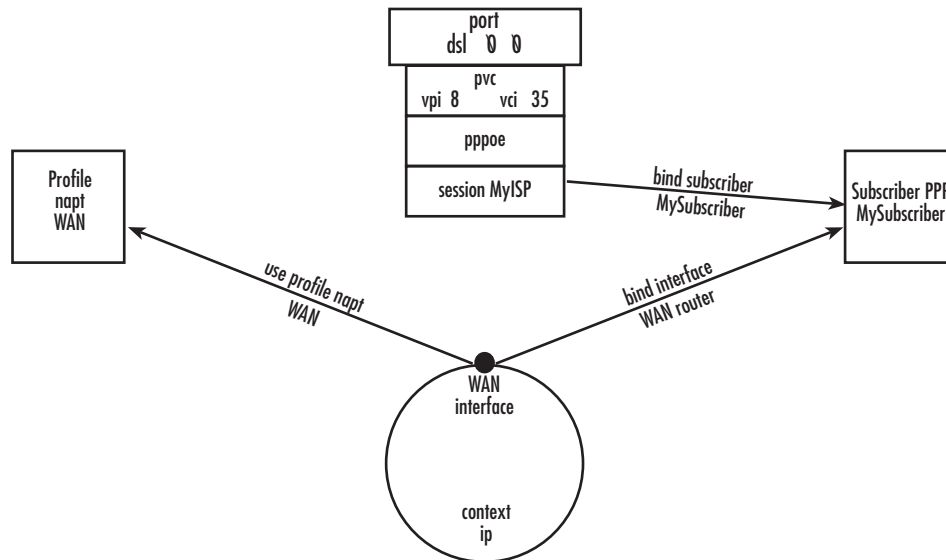 port
dsl 0 0
pvc
vpi 8 vci 35
pppoe
session MyISP
bind subscriber
MySubscriber
Profile
napt
WAN
Subscriber PPP
MySubscriber
use profile napt
WAN
bind interface
WAN router
WAN
interface
context
ip